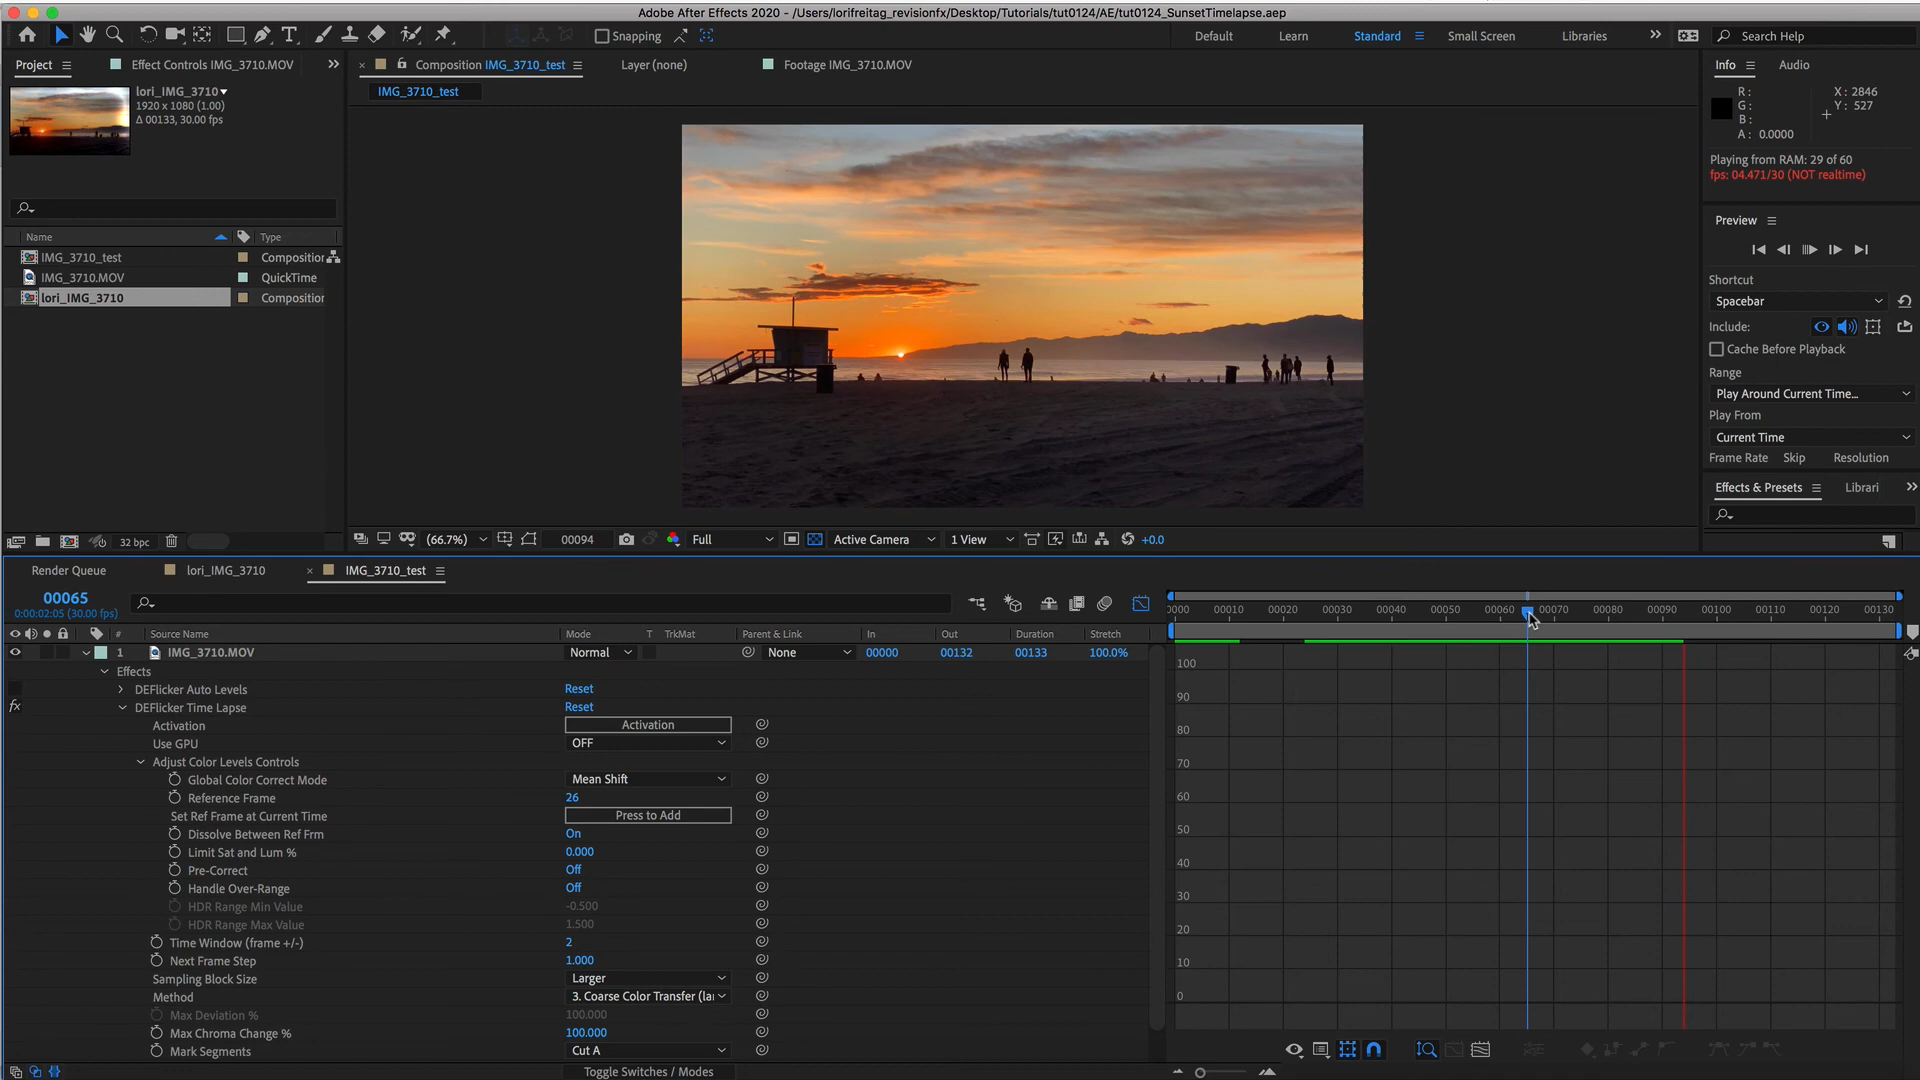 Adobe After Effects 2020 - /Users/lorifreitag_revisionfx/Desktop/Tutorials/tut0124/AE/tut0124_SunsetTimelapse.aep
Snapping
Default
Learn
Standard
Small Screen
Libraries
Search Help
Project
Effect Controls IMG_3710.MOV
Composition IMG_3710_test
Layer (none)
Footage IMG_3710.MOV
Info
Audio
IMG_3710_test
lori_IMG_3710
1920 x 1080 (1.00)
Δ 00133, 30.00 fps
R :
G :
B :
A : 0.0000
X : 2846
Y : 527
Playing from RAM: 29 of 60
fps: 04.471/30 (NOT realtime)
Preview
Shortcut
Spacebar
Include:
Cache Before Playback
Range
Play Around Current Time...
Play From
Current Time
Frame Rate Skip Resolution
Effects & Presets
Librari
Name
Type
IMG_3710_test
Composition
IMG_3710.MOV
QuickTime
lori_IMG_3710
Composition
32 bpc
(66.7%)
00094
Full
Active Camera
1 View
+0.0
Render Queue
lori_IMG_3710
IMG_3710_test
00065
0:00:02:05 (30.00 fps)
0000 00010 00020 00030 00040 00050 00060 00070 00080 00090 00100 00110 00120 00130
# Source Name Mode T TrkMat Parent & Link In Out Duration Stretch
1 IMG_3710.MOV Normal None 00000 00132 00133 100.0%
Effects
DEFlicker Auto Levels Reset
fx DEFlicker Time Lapse Reset
Activation Activation
Use GPU OFF
Adjust Color Levels Controls
Global Color Correct Mode Mean Shift
Reference Frame 26
Set Ref Frame at Current Time Press to Add
Dissolve Between Ref Frm On
Limit Sat and Lum % 0.000
Pre-Correct Off
Handle Over-Range Off
HDR Range Min Value -0.500
HDR Range Max Value 1.500
Time Window (frame +/-) 2
Next Frame Step 1.000
Sampling Block Size Larger
Method 3. Coarse Color Transfer (la
Max Deviation % 100.000
Max Chroma Change % 100.000
Mark Segments Cut A
Toggle Switches / Modes
100
90
80
70
60
50
40
30
20
10
0